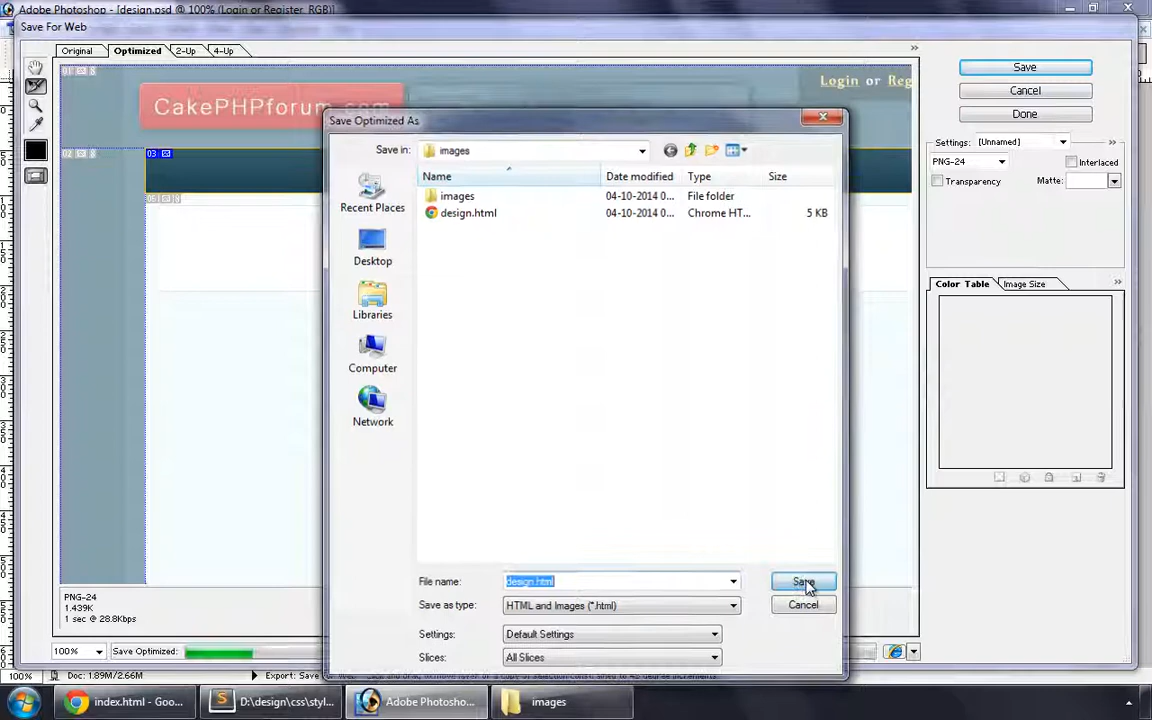 Adobe Photoshop - [design.psd @ 100% (Login or Register, RGB)]
Save For Web
Original
Optimized
2-Up
4-Up
CakePHPforum.com
Login or Reg
03
Save
Cancel
Done
Settings: [Unnamed]
PNG-24
Interlaced
Transparency
Matte:
Color Table
Image Size
Save Optimized As
Save in:
images
Name
Date modified
Type
Size
images
04-10-2014 0...
File folder
design.html
04-10-2014 0...
Chrome HT...
5 KB
Recent Places
Desktop
Libraries
Computer
Network
File name:
design.html
Save
Save as type:
HTML and Images (*.html)
Cancel
Settings:
Default Settings
Slices:
All Slices
PNG-24
1.439K
1 sec @ 28.8Kbps
100%
Save Optimized:
100%
Doc: 1.89M/2.66M
index.html - Goo...
D:\design\css\styl...
Adobe Photosho...
images